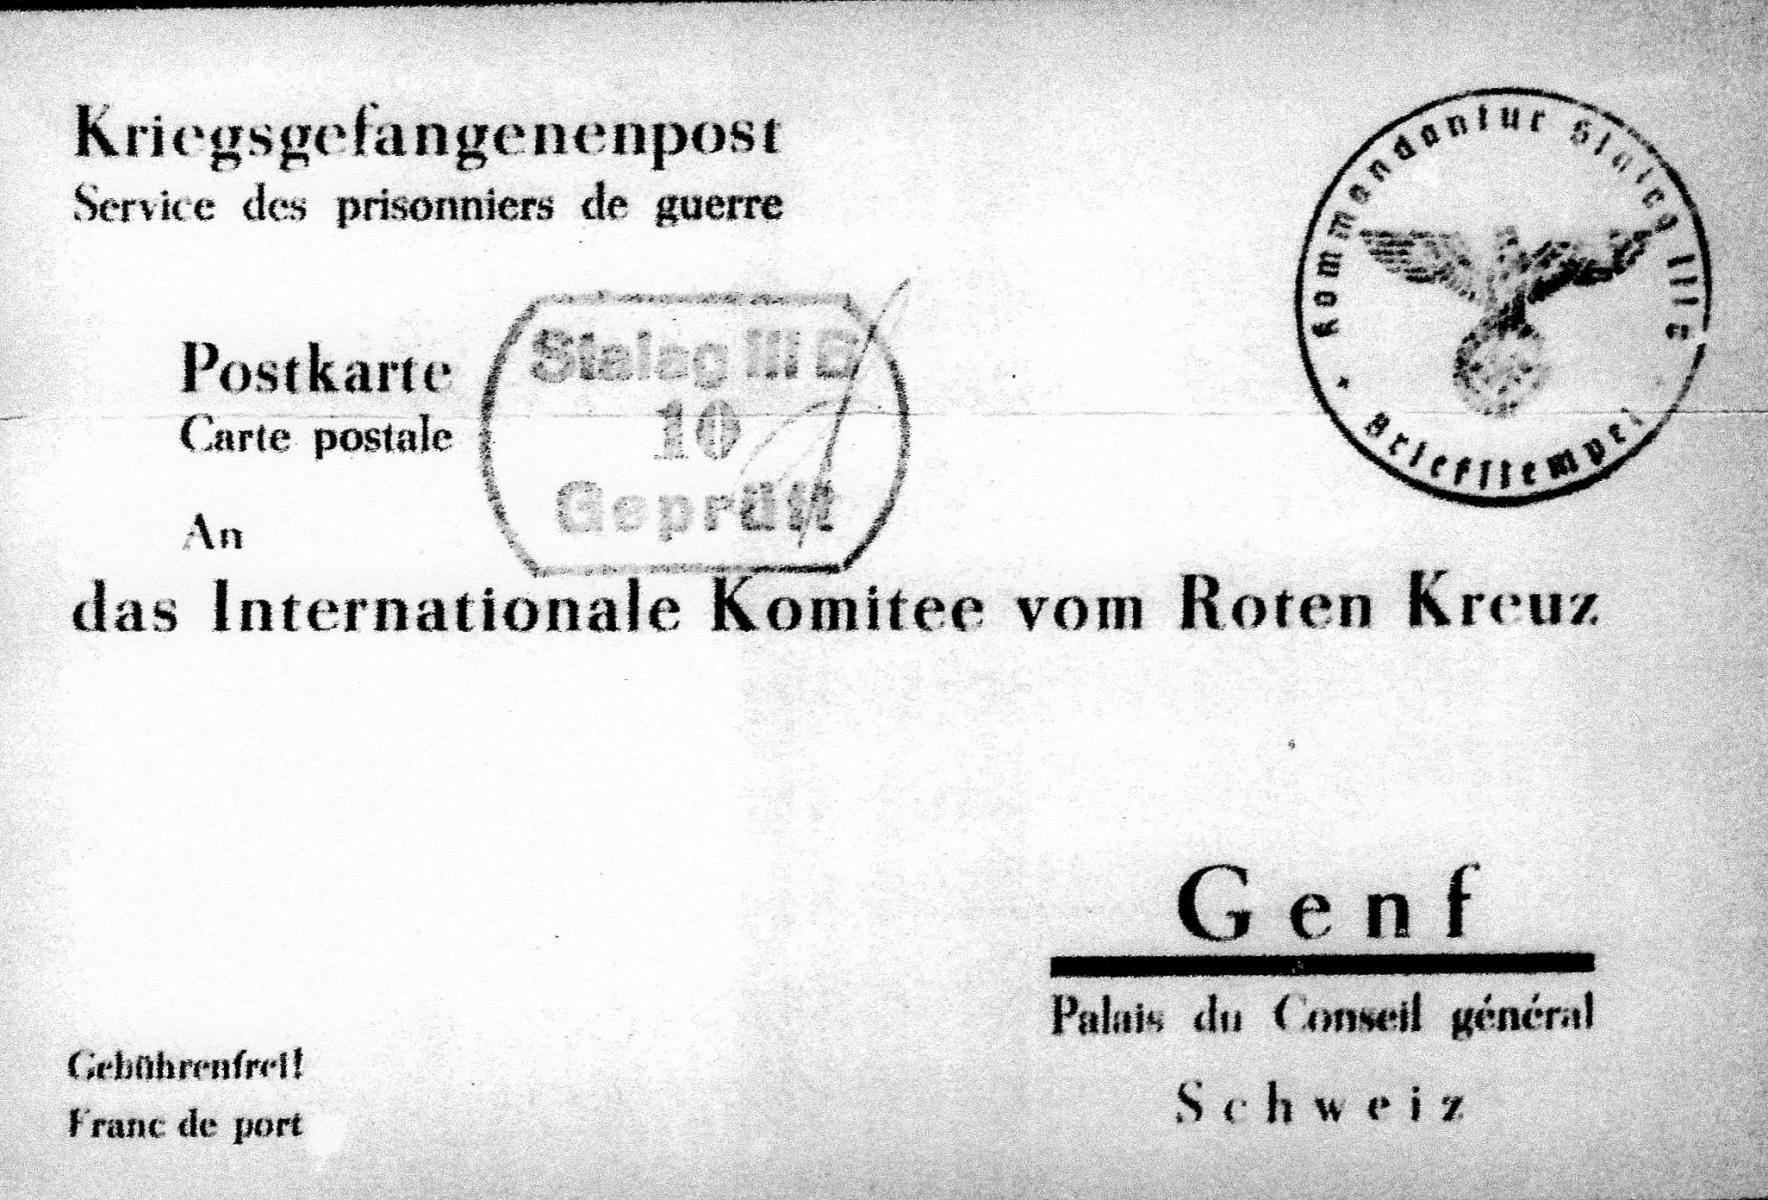 Kriegsgefangenenpost
Service des prisonniers de guerre
Kommandantur Stalag III B
Briefstempel
Postkarte
Carte postale
Stalag III B
10
Geprüft
An
das Internationale Komitee vom Roten Kreuz
Genf
Palais du Conseil général
Schweiz
Gebührenfrei!
Franc de port